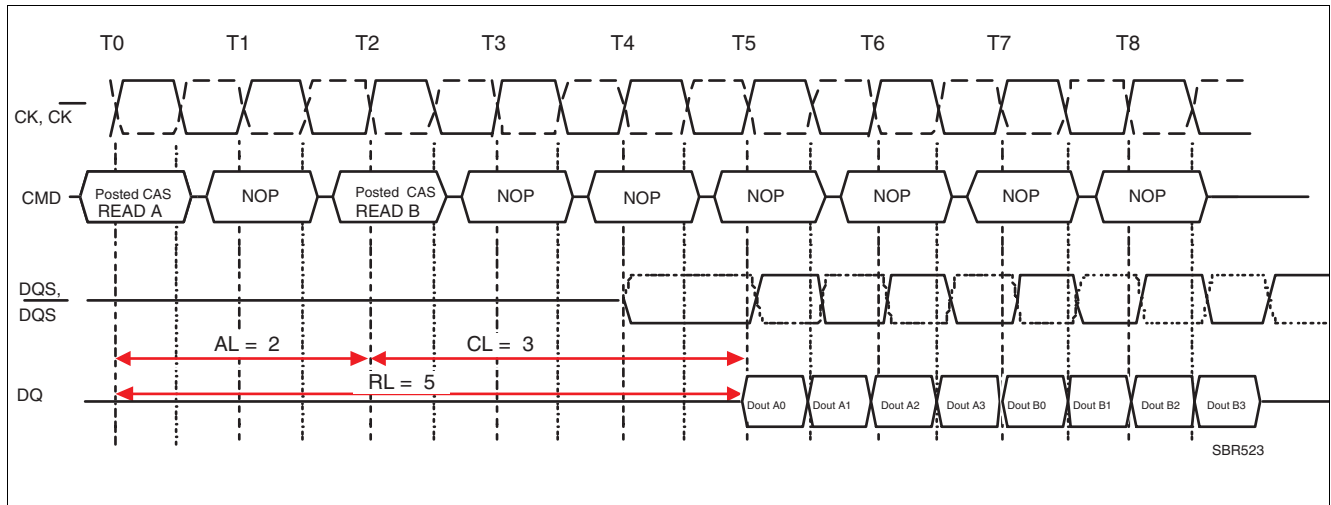 T0 T1 T2 T3 T4 T5 T6 T7 T8
CK, CK
CMD
Posted CAS
READ A
NOP
Posted CAS
READ B
NOP
NOP
NOP
NOP
NOP
NOP
DQS,
DQS
AL = 2
CL = 3
RL = 5
DQ
Dout A0
Dout A1
Dout A2
Dout A3
Dout B0
Dout B1
Dout B2
Dout B3
SBR523